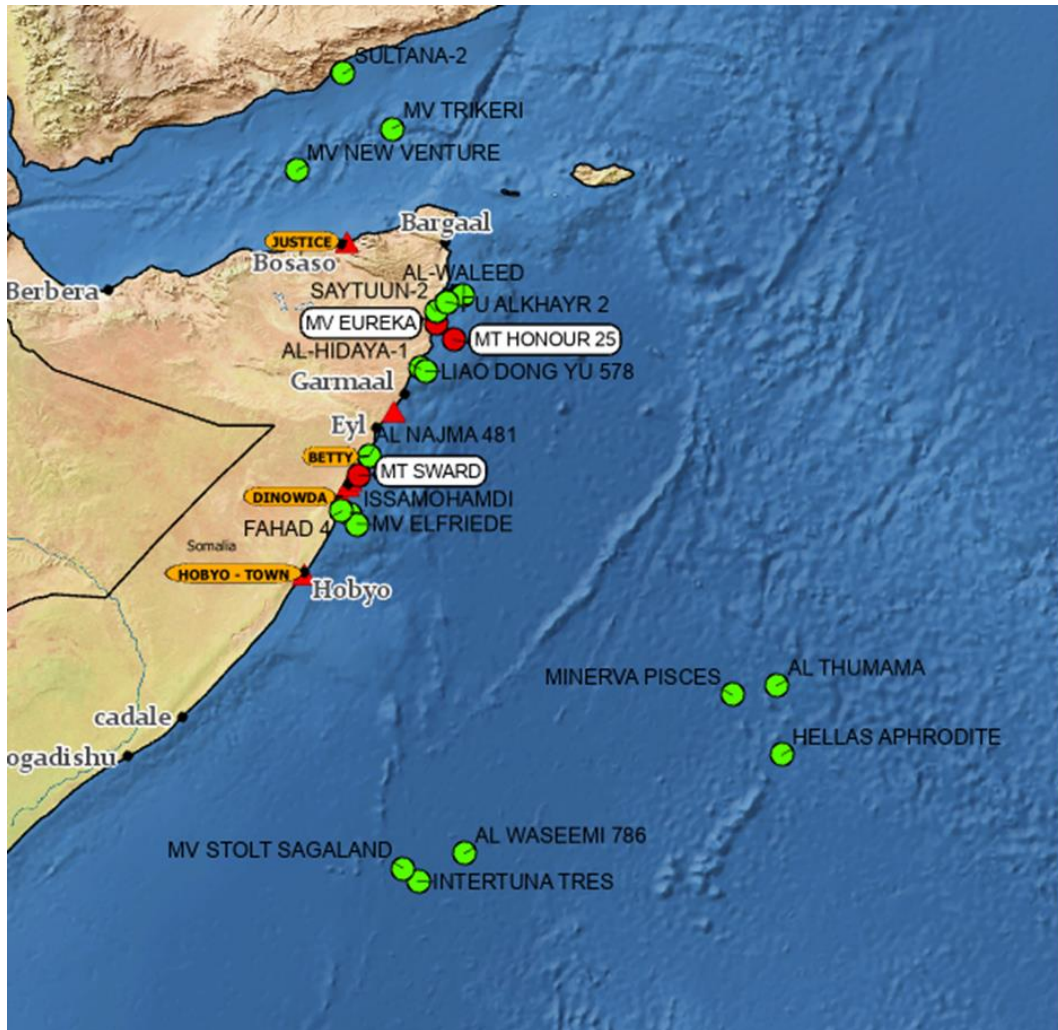 SULTANA-2
MV TRIKERI
MV NEW VENTURE
Bargaal
JUSTICE
Bosaso
AL-WALEED
Berbera
SAYTUUN-2
FU ALKHAYR 2
MV EUREKA
MT HONOUR 25
AL-HIDAYA-1
LIAO DONG YU 578
Garmaal
Eyl
AL NAJMA 481
BETTY
MT SWARD
DINOWDA
ISSAMOHAMDI
FAHAD 4
MV ELFRIEDE
Somalia
HOBYO - TOWN
Hobyo
MINERVA PISCES
AL THUMAMA
cadale
HELLAS APHRODITE
ogadishu
AL WASEEMI 786
MV STOLT SAGALAND
INTERTUNA TRES